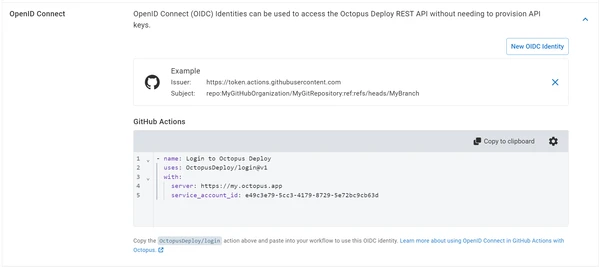 OpenID Connect
OpenID Connect (OIDC) Identities can be used to access the Octopus Deploy REST API without needing to provision API
keys.
New OIDC Identity
Example
Issuer: https://token.actions.githubusercontent.com
Subject: repo:MyGitHubOrganization/MyGitRepository:ref:refs/heads/MyBranch
GitHub Actions
Copy to clipboard
1 - name: Login to Octopus Deploy
2 uses: OctopusDeploy/login@v1
3 with:
4 server: https://my.octopus.app
5 service_account_id: e49c3e79-5cc3-4179-8729-5e72bc9cb63d
Copy the OctopusDeploy/login action above and paste into your workflow to use this OIDC identity. Learn more about using OpenID Connect in GitHub Actions with
Octopus.